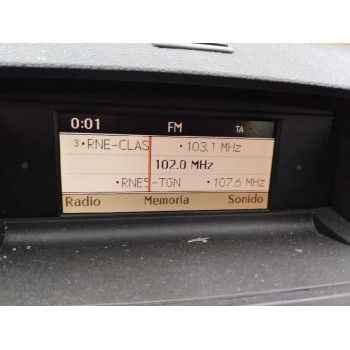 0:01 FM TA
3•RNE-CLAS •103.1 MHz
102.0 MHz
•RNE5-TGN •107.6 MHz
Radio Memoria Sonido